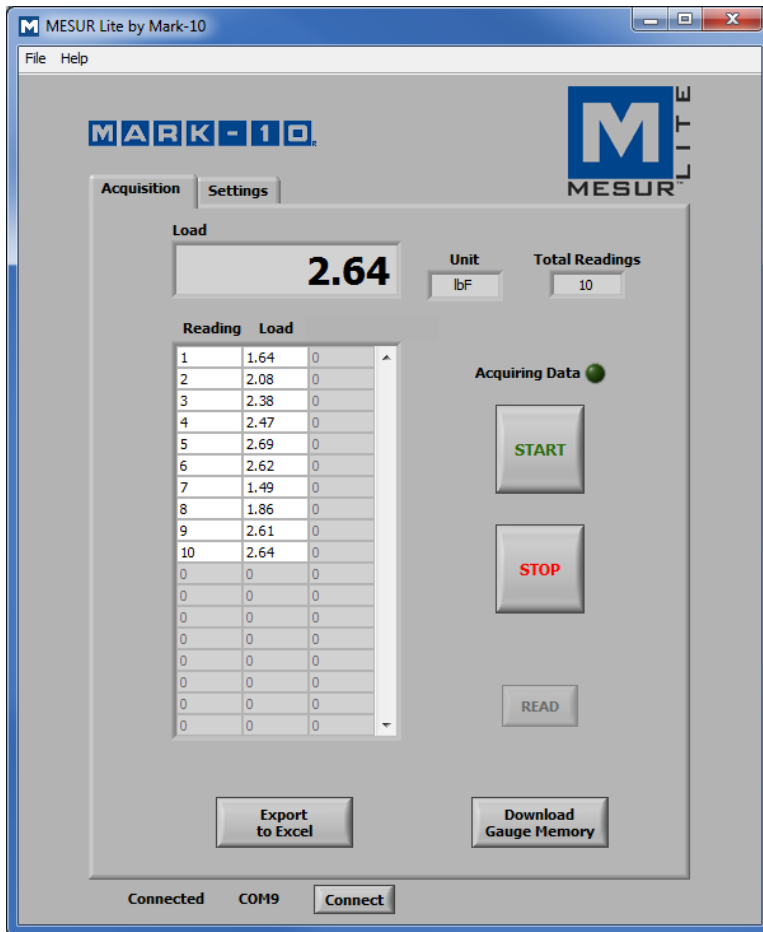 MESUR Lite by Mark-10
File Help
MARK-10
M
MESUR™
LITE
Acquisition Settings
Load
2.64
Unit
lbF
Total Readings
10
Reading Load
1 1.64 0
2 2.08 0
3 2.38 0
4 2.47 0
5 2.69 0
6 2.62 0
7 1.49 0
8 1.86 0
9 2.61 0
10 2.64 0
0 0 0
0 0 0
0 0 0
0 0 0
0 0 0
0 0 0
0 0 0
0 0 0
Acquiring Data
START
STOP
READ
Export
to Excel
Download
Gauge Memory
Connected COM9 Connect